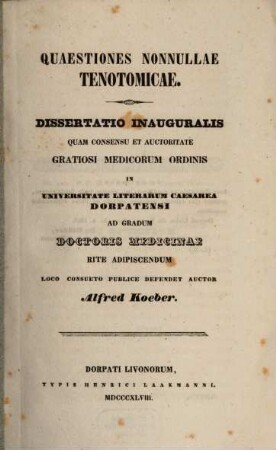 QUAESTIONES NONNULLAE
TENOTOMICAE.
DISSERTATIO INAUGURALIS
QUAM CONSENSU ET AUCTORITATE
GRATIOSI MEDICORUM ORDINIS
IN
UNIVERSITATE LITERARUM CAESAREA
DORPATENSI
AD GRADUM
DOCTORIS MEDICINAE
RITE ADIPISCENDUM
LOCO CONSUETO PUBLICE DEFENDET AUCTOR
Alfred Koeber.
DORPATI LIVONORUM,
TYPIS HENRICI LAAKMANNI.
MDCCCXLVIII.